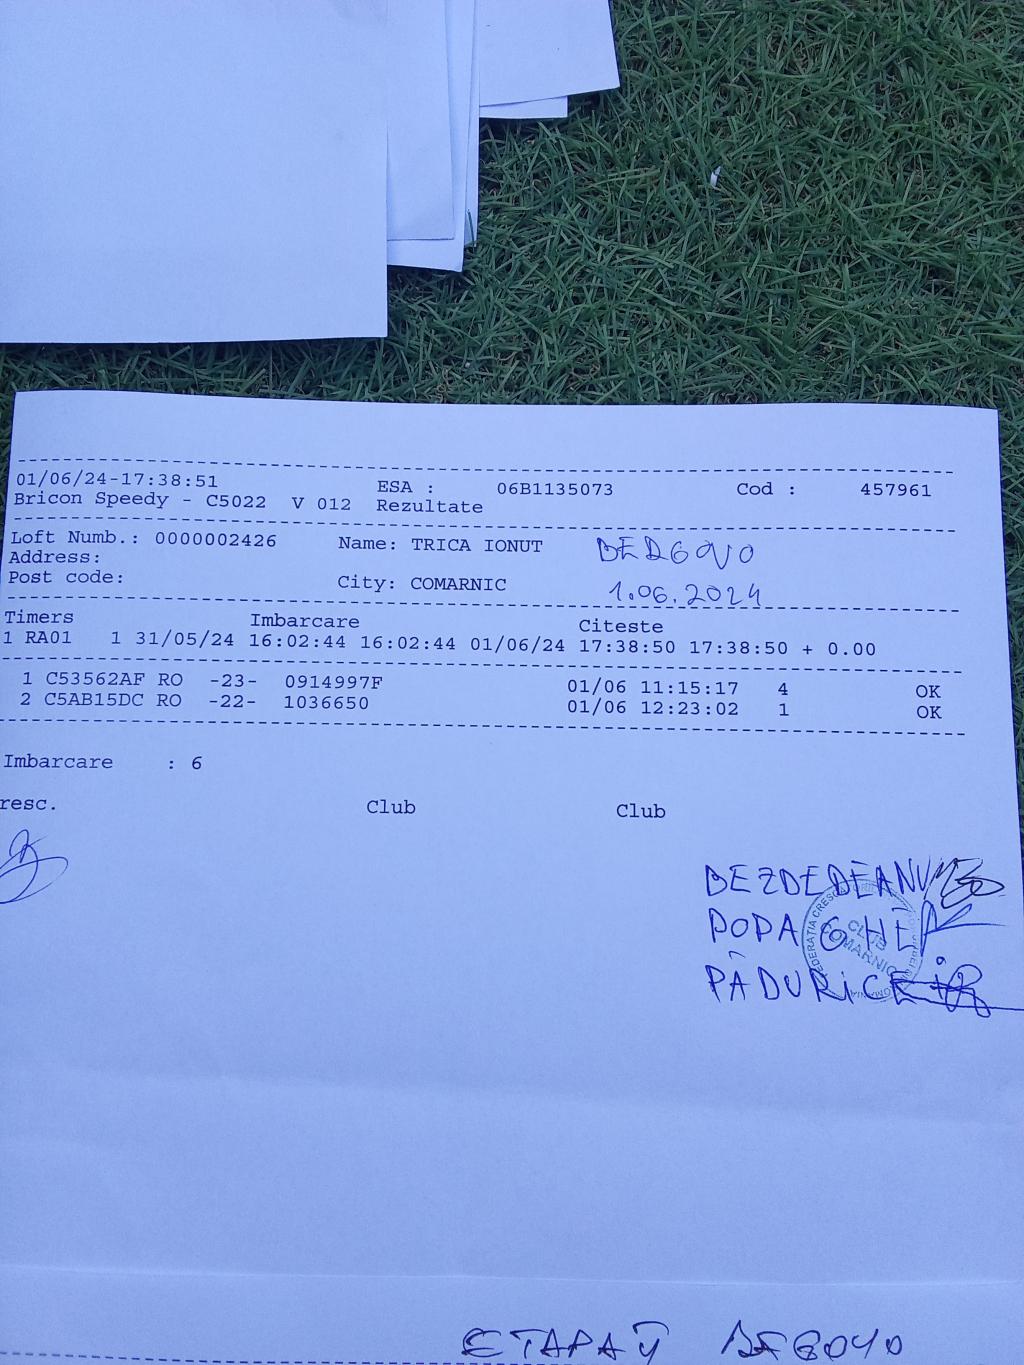 01/06/24-17:38:51 ESA : 06B1135073 Cod : 457961
Bricon Speedy - C5022 V 012 Rezultate
Loft Numb.: 0000002426 Name: TRICA IONUT BEREGOVO
Address:
Post code: City: COMARNIC 1.06.2024
Timers Imbarcare Citeste
1 RA01 1 31/05/24 16:02:44 16:02:44 01/06/24 17:38:50 17:38:50 + 0.00
1 C53562AF RO -23- 0914997F 01/06 11:15:17 4 OK
2 C5AB15DC RO -22- 1036650 01/06 12:23:02 1 OK
Imbarcare : 6
resc. Club Club
BEZDEDEANU
POPA GHE
PĂDURICE
CLUB
COMARNIC
ETAPA